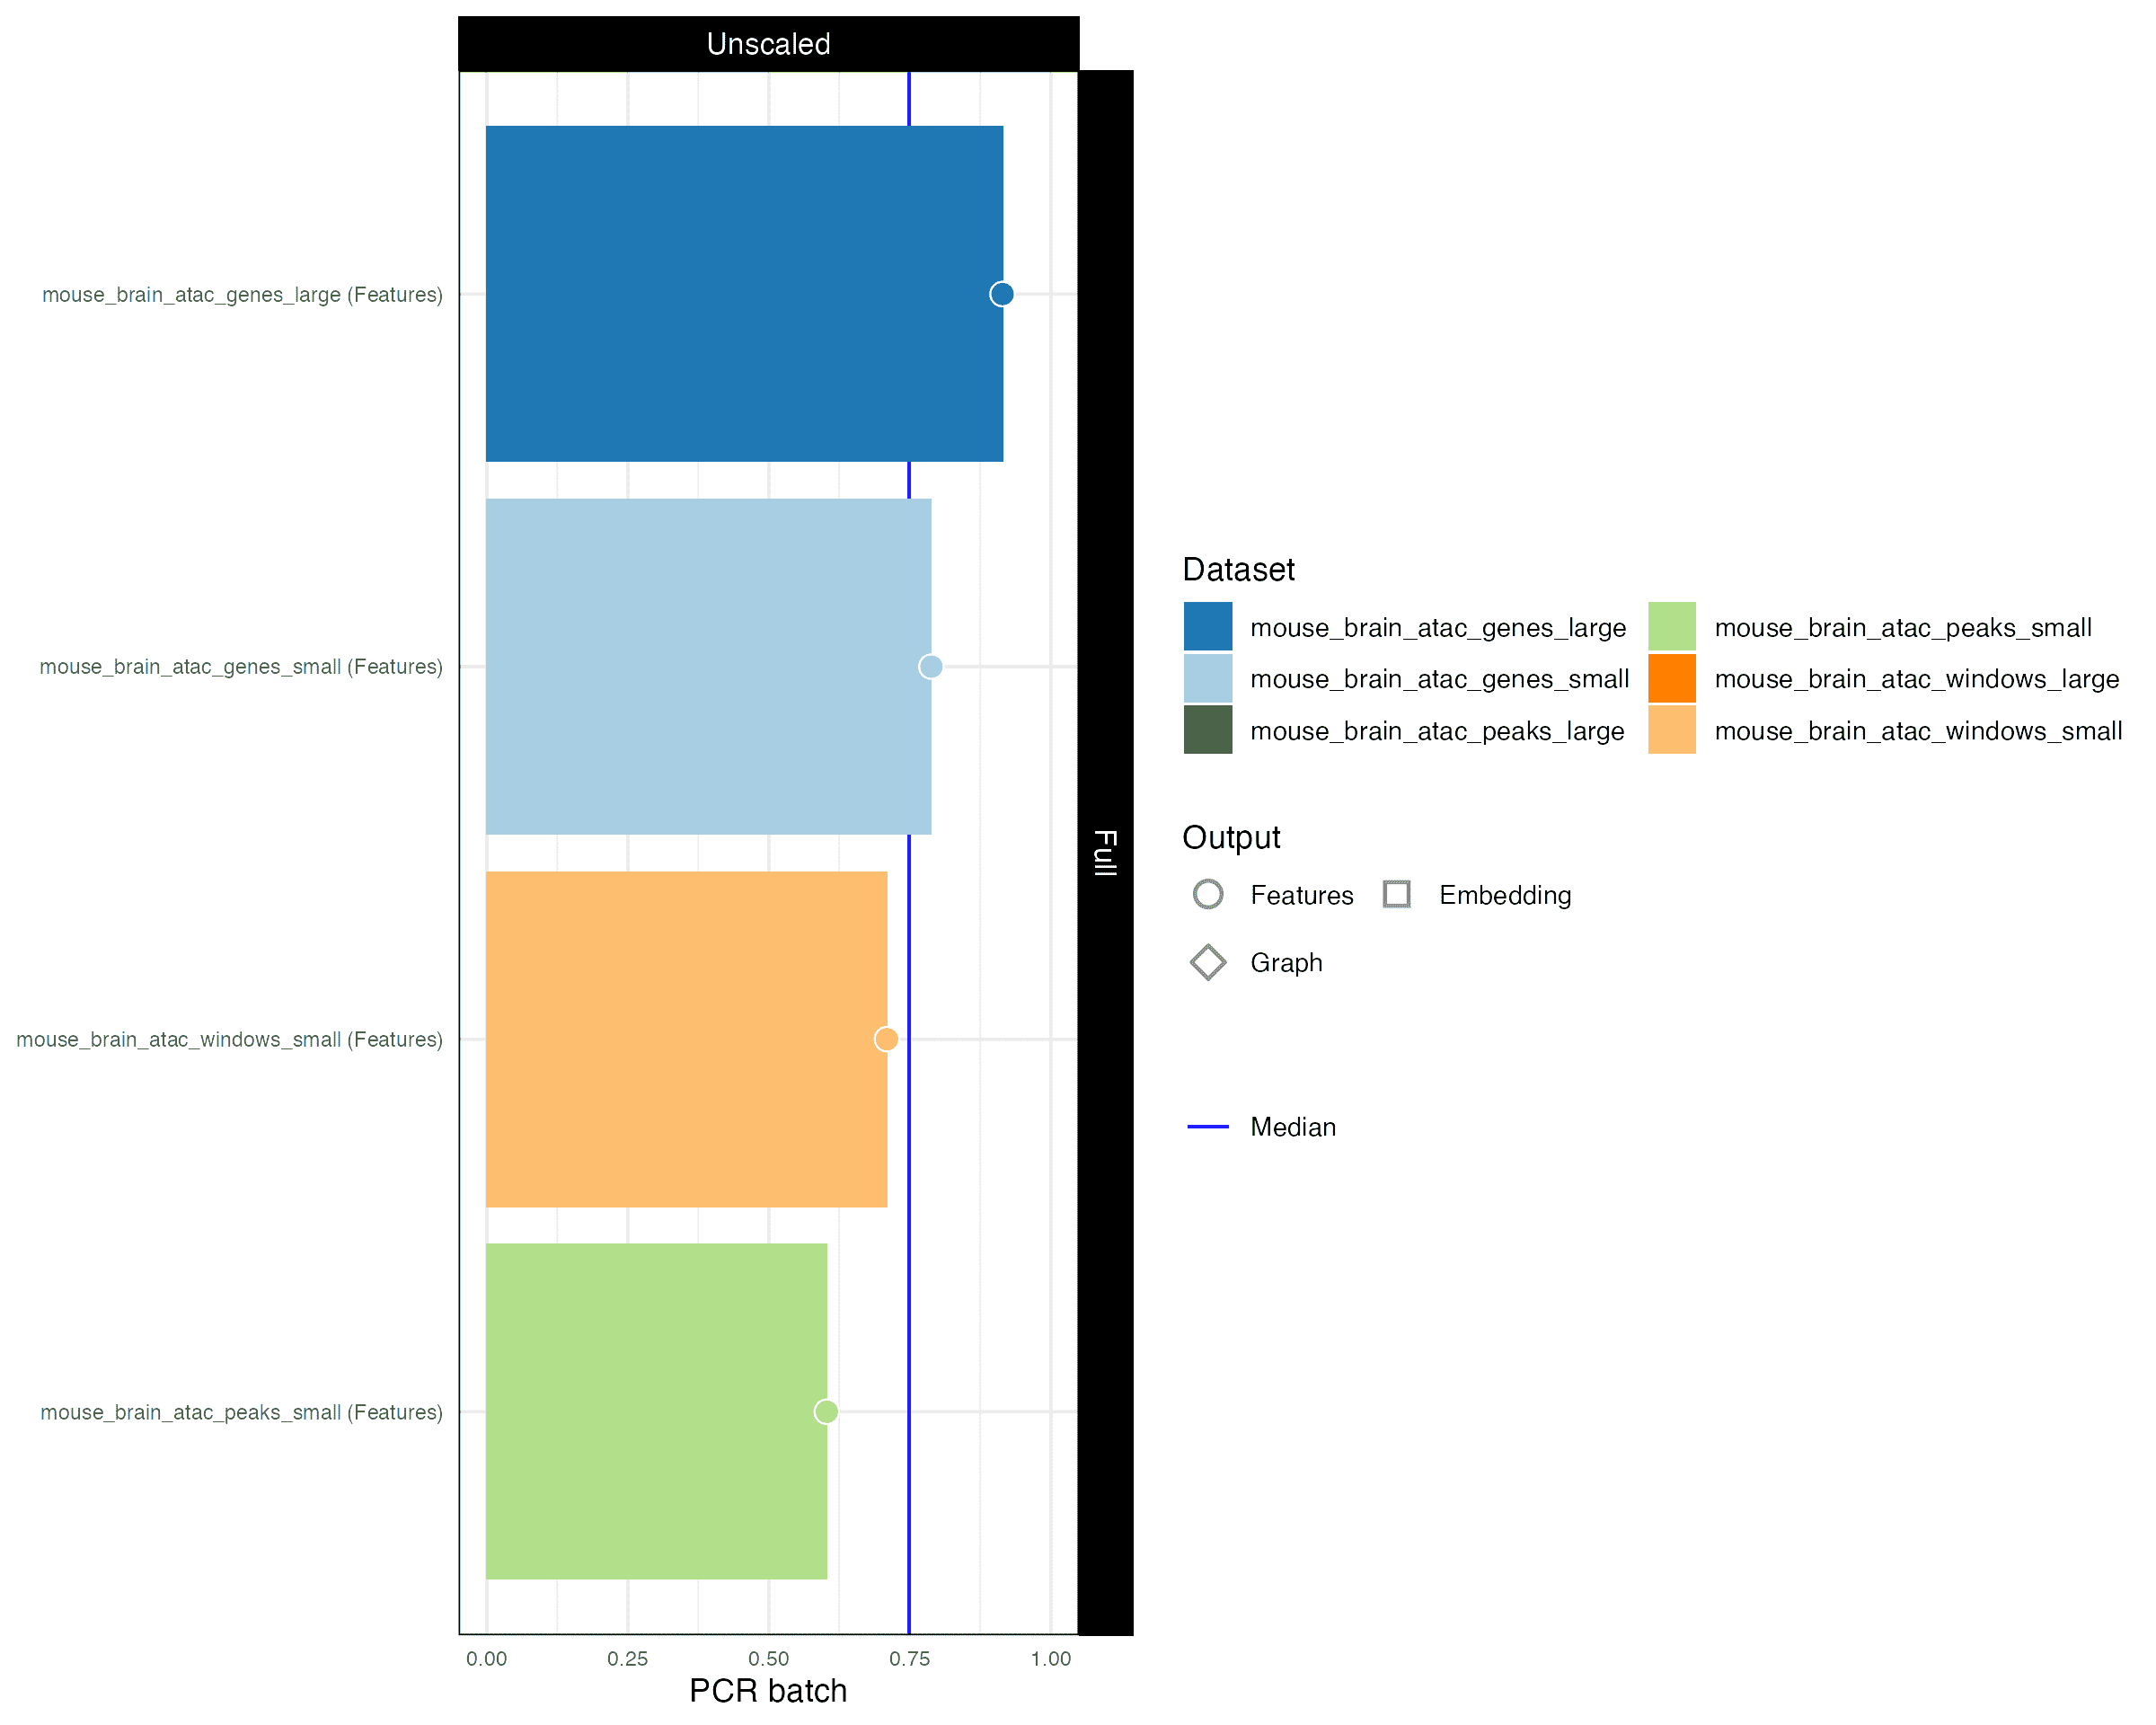 Unscaled
Full
mouse_brain_atac_genes_large (Features)
mouse_brain_atac_genes_small (Features)
mouse_brain_atac_windows_small (Features)
mouse_brain_atac_peaks_small (Features)
0.00 0.25 0.50 0.75 1.00
PCR batch
Dataset
mouse_brain_atac_genes_large mouse_brain_atac_peaks_small
mouse_brain_atac_genes_small mouse_brain_atac_windows_large
mouse_brain_atac_peaks_large mouse_brain_atac_windows_small
Output
Features Embedding
Graph
Median